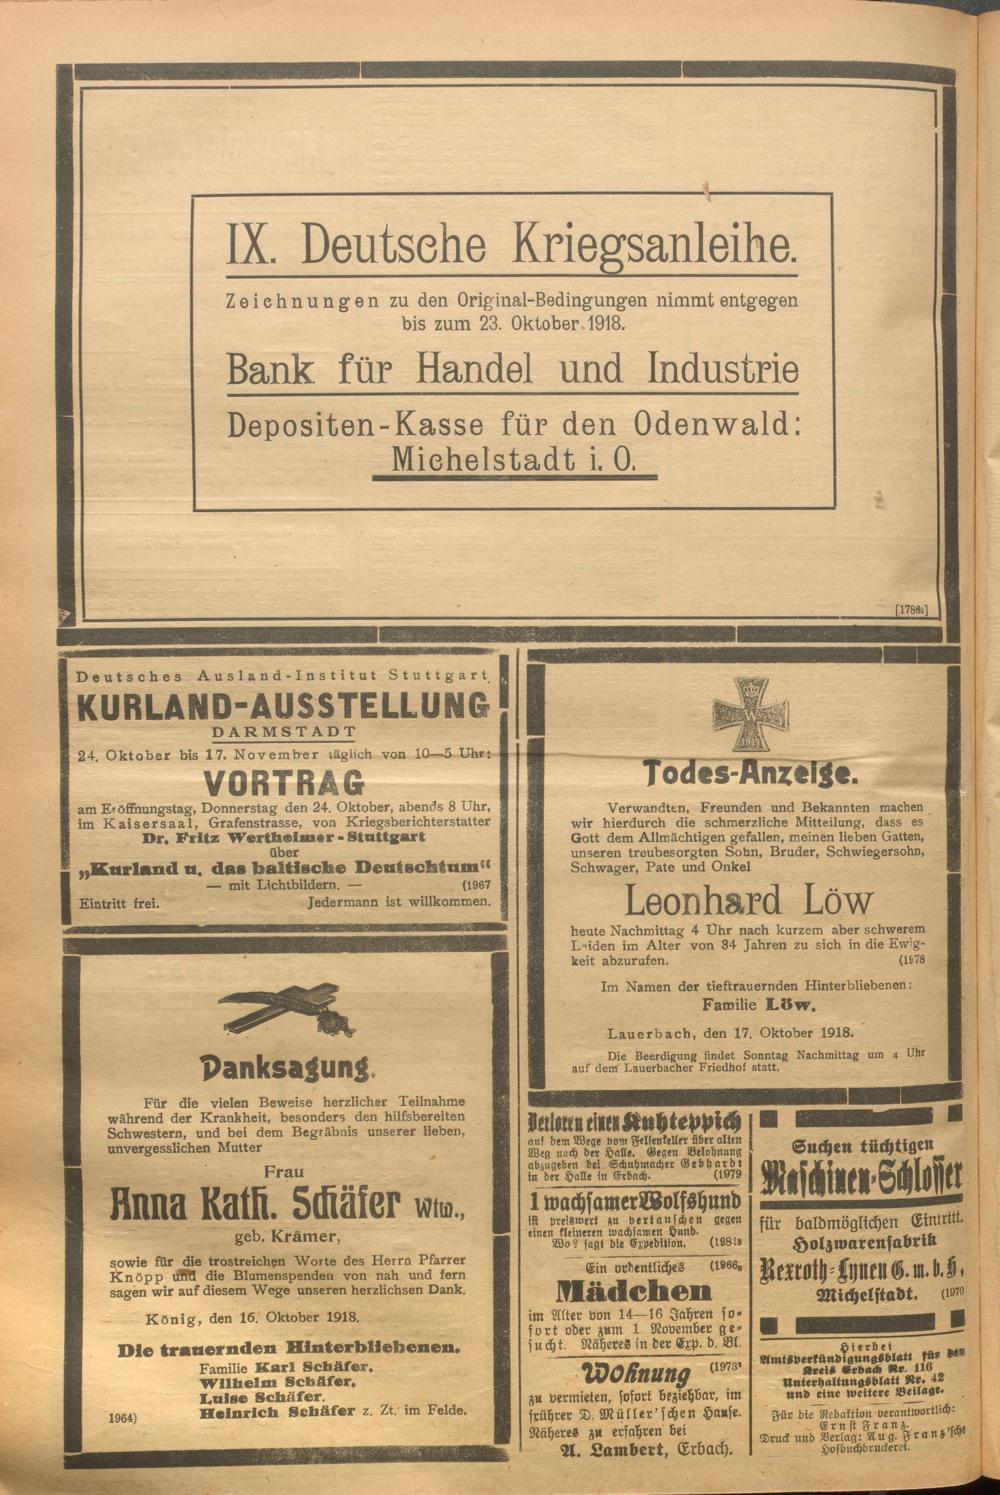 IX. Deutsche Kriegsanleihe.
Zeichnungen zu den Original-Bedingungen nimmt entgegen
bis zum 23. Oktober 1918.
Bank für Handel und Industrie
Depositen-Kasse für den Odenwald:
Michelstadt i. O.
Deutsches Ausland-Institut Stuttgart
KURLAND-AUSSTELLUNG
DARMSTADT
24. Oktober bis 17. November täglich von 10—5 Uhr:
VORTRAG
am Eröffnungstag, Donnerstag den 24. Oktober, abends 8 Uhr,
im Kaisersaal, Grafenstrasse, von Kriegsberichterstatter
Dr. Fritz Wertheimer-Stuttgart
über
„Kurland u. das baltische Deutschtum“
— mit Lichtbildern. — (1967
Eintritt frei. Jedermann ist willkommen.
Danksagung.
Für die vielen Beweise herzlicher Teilnahme
während der Krankheit, besonders den hilfsbereiten
Schwestern, und bei dem Begräbnis unserer lieben,
unvergesslichen Mutter
Frau
Anna Kath. Schäfer Wtw.,
geb. Krämer,
sowie für die trostreichen Worte des Herrn Pfarrer
Knöpp und die Blumenspenden von nah und fern
sagen wir auf diesem Wege unseren herzlichsen Dank.
König, den 16. Oktober 1918.
Die trauernden Hinterbliebenen.
Familie Karl Schäfer.
Wilhelm Schäfer.
Luise Schäfer.
1964) Heinrich Schäfer z. Zt. im Felde.
W
Todes-Anzeige.
Verwandten, Freunden und Bekannten machen
wir hierdurch die schmerzliche Mitteilung, dass es
Gott dem Allmächtigen gefallen, meinen lieben Gatten,
unseren treubesorgten Sohn, Bruder, Schwiegersohn,
Schwager, Pate und Onkel
Leonhard Löw
heute Nachmittag 4 Uhr nach kurzem aber schwerem
Leiden im Alter von 34 Jahren zu sich in die Ewig-
keit abzurufen. (1978
Im Namen der tieftrauernden Hinterbliebenen:
Familie Löw.
Lauerbach, den 17. Oktober 1918.
Die Beerdigung findet Sonntag Nachmittag um 4 Uhr
auf dem Lauerbacher Friedhof statt.
Verloren einen Kuhteppich
auf dem Wege vom Felsenkeller über alten
Weg nach der Halle. Gegen Belohnung
abzugeben bei Schuhmacher Gebhardt
in der Halle in Erbach. (1979
1 wachsamer Wolfshund
ist preiswert zu vertauschen gegen
einen kleineren wachsamen Hund.
Wo? sagt die Expedition.
Ein ordentliches
Mädchen
im Alter von 14—16 Jahren so-
fort oder zum 1. November ge-
sucht. Näheres in der Exp. d. Bl.
Wohnung
zu vermieten, sofort beziehbar, im
früher D. Müller'schen Hause.
Näheres zu erfahren bei
A. Lambert, Erbach.
Suchen tüchtigen
Maschinen-Schlosser
für baldmöglichen Eintritt.
Holzwarenfabrik
Rexroth-Lynen G. m. b. H.,
Michelstadt. (1970
Hierbei
Amtsverkündigungsblatt für den
Kreis Erbach Nr. 116
Unterhaltungsblatt Nr. 42
und eine weitere Beilage.
Für die Redaktion verantwortlich:
Ernst Franz.
Druck und Verlag: Aug. Franz'sche
Hofbuchdruckerei.